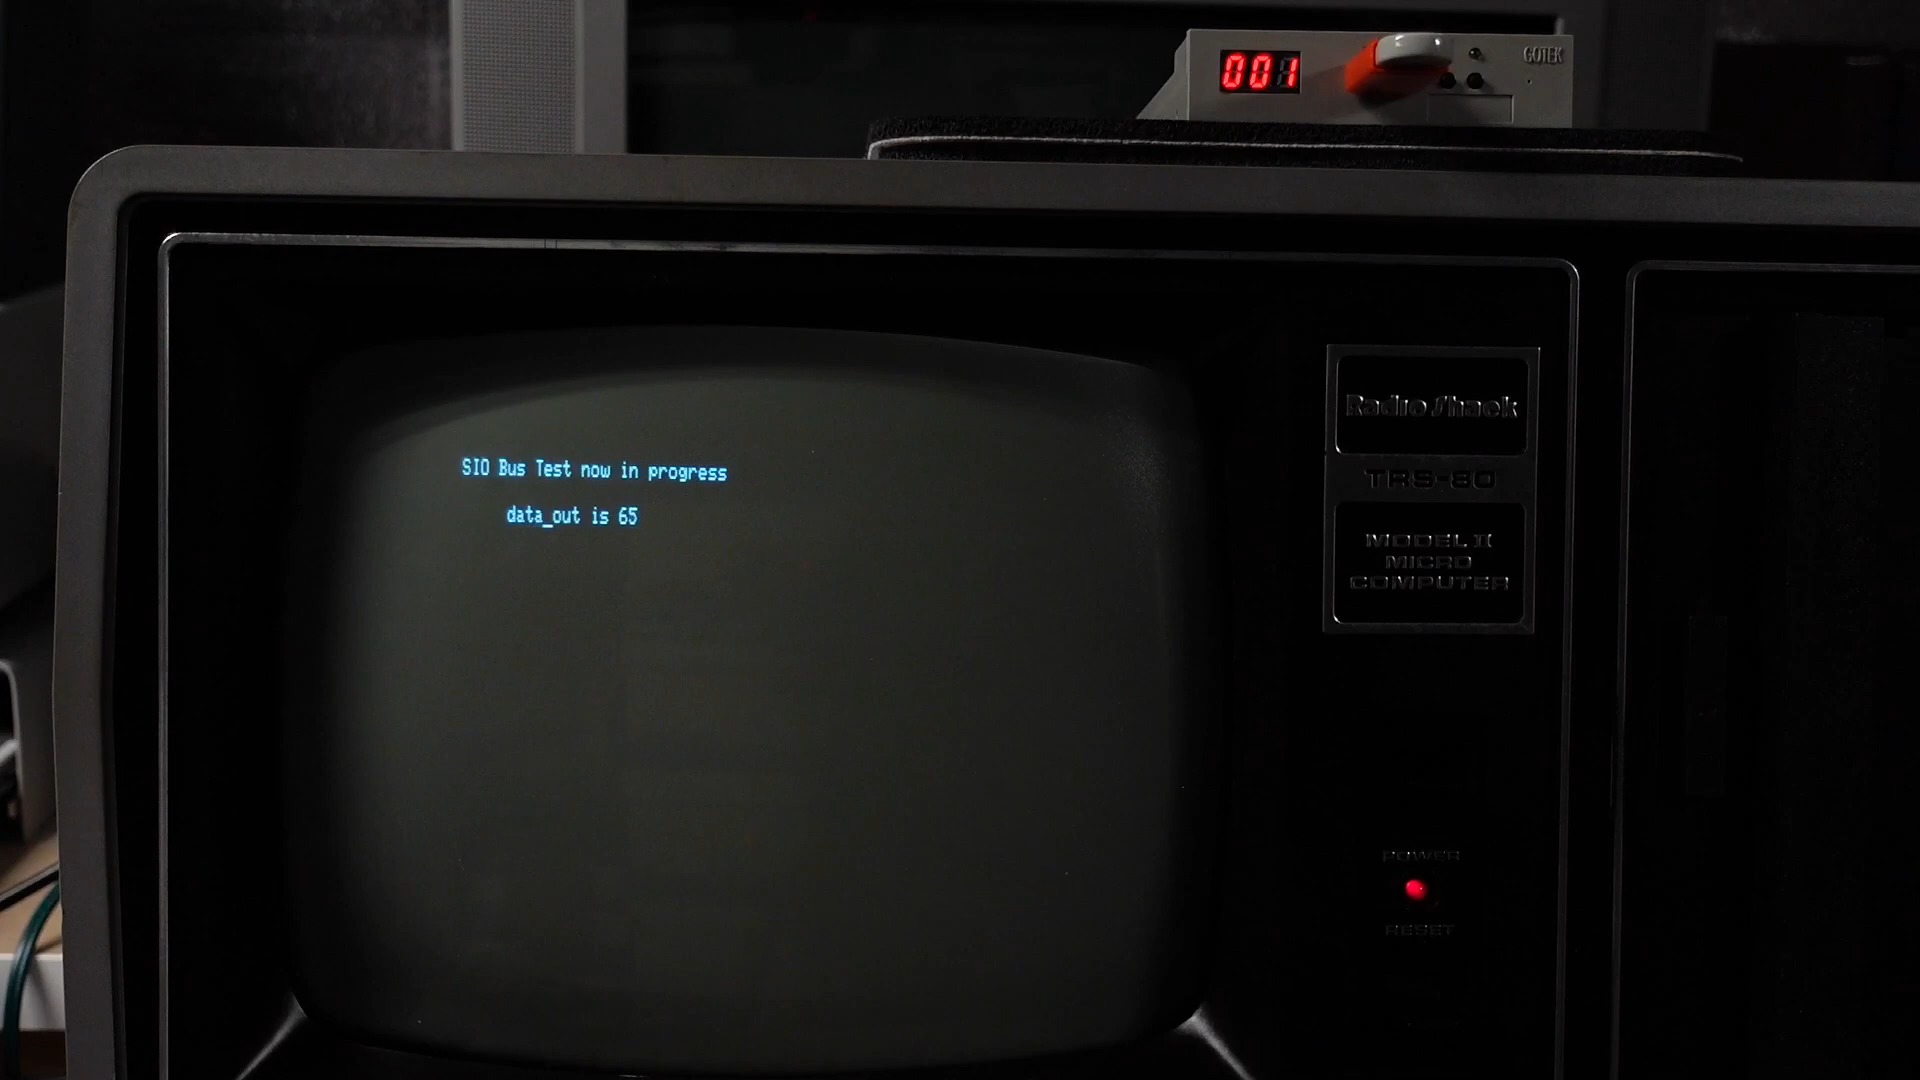 001
GOTEK
SIO Bus Test now in progress
data_out is 65
Radio Shack
TRS-80
MODEL II
MICRO
COMPUTER
POWER
RESET